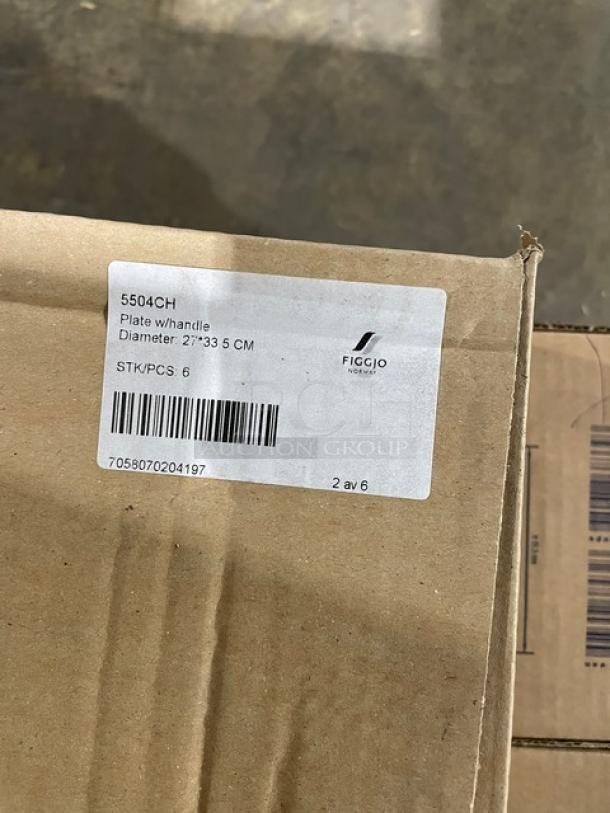 5504CH
Plate w/handle
Diameter: 27*33 5 CM
STK/PCS: 6
FIGGJO
NORWAY
AUCTION GROUP
7058070204197
2 av 6